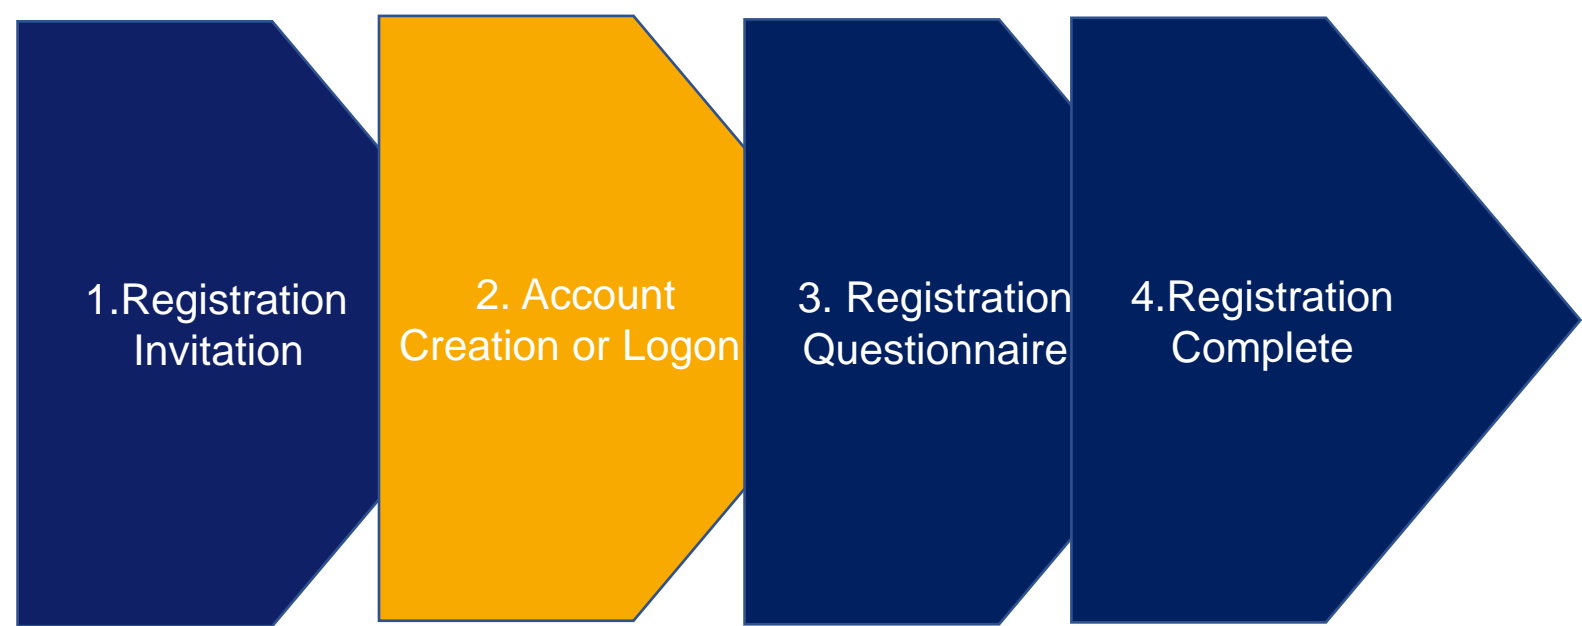 1.Registration
Invitation
2. Account
Creation or Logon
3. Registration
Questionnaire
4.Registration
Complete